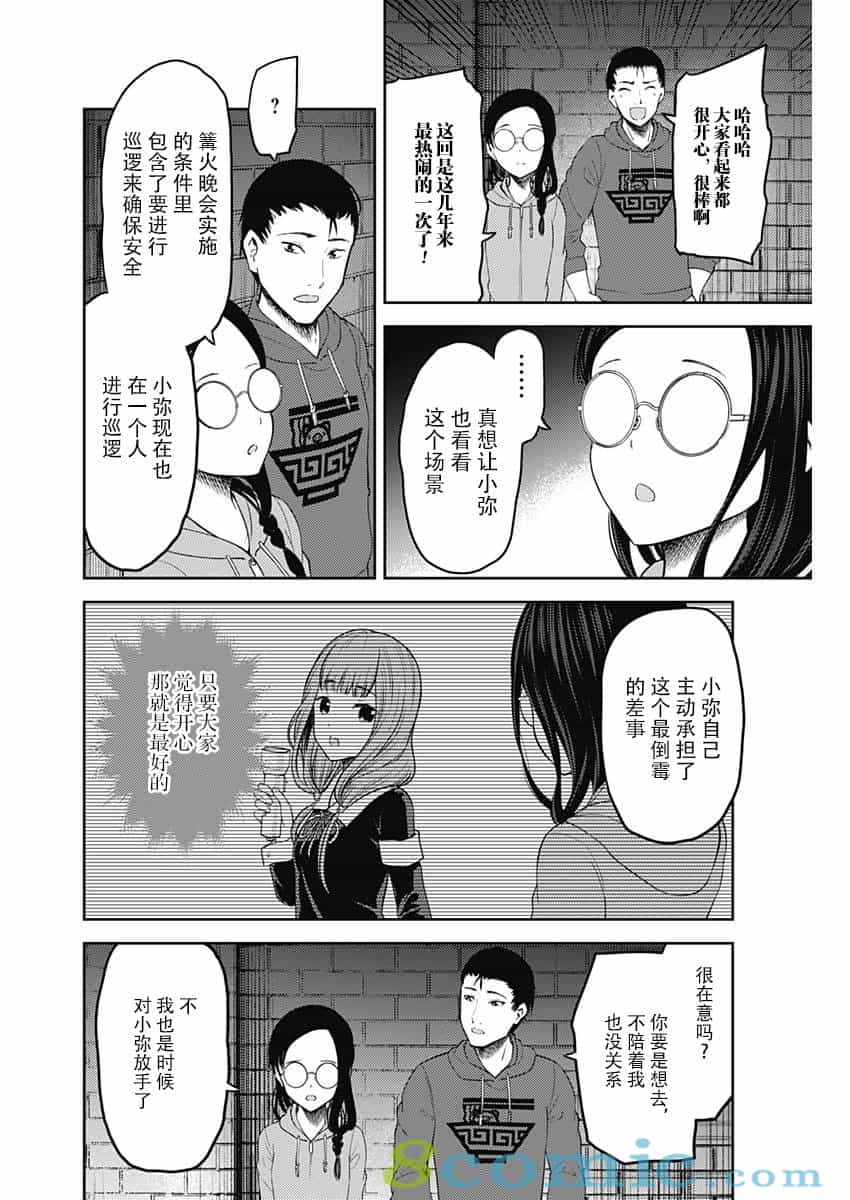 哈哈哈
大家看起来都
很开心，很棒啊
这回是这几年来
最热闹的一次了！
……
真想让小弥
也看看
这个场景
?
篝火晚会实施
的条件里
包含了要进行
巡逻来确保安全
小弥现在也
在一个人
进行巡逻
小弥自己
主动承担了
这个最倒霉
的差事
只要大家
觉得开心
那就是最好的
很在意吗？
你要是想去，
不陪着我
也没关系
不
我也是时候
对小弥放手了
8comic.com